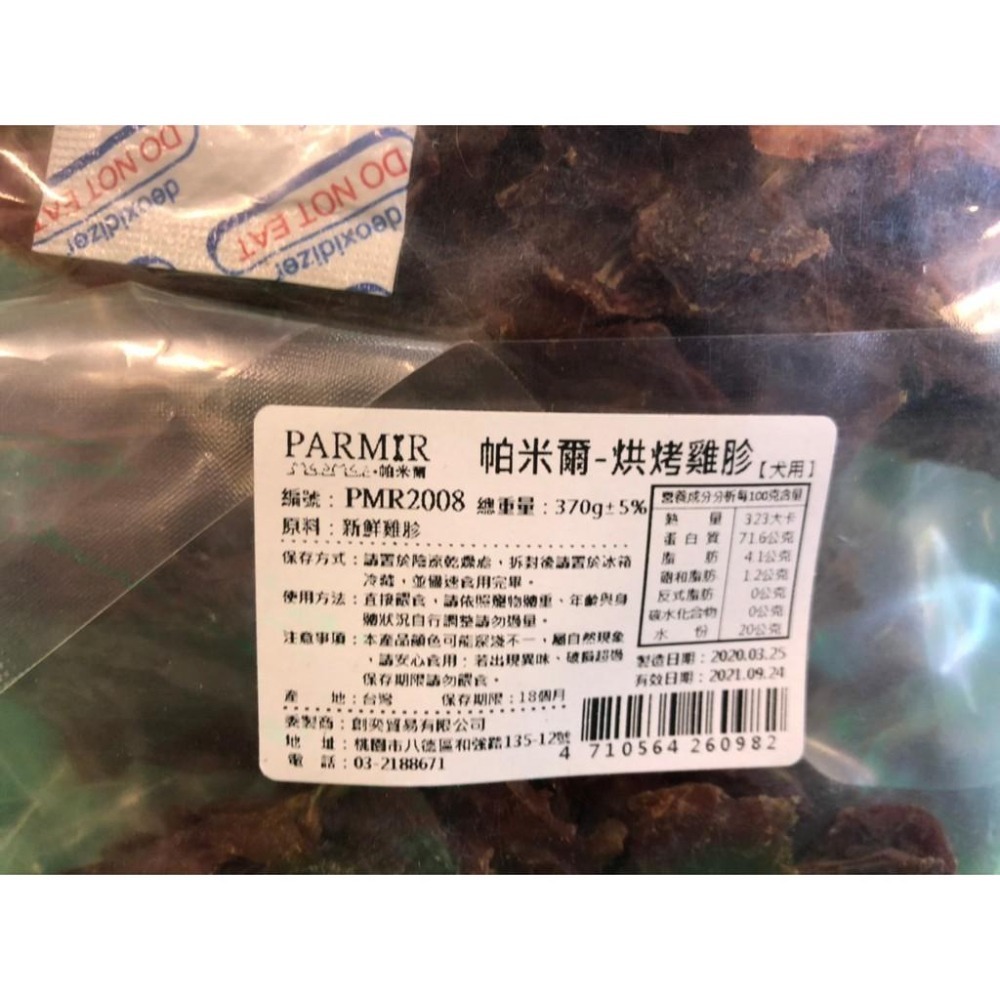 DO NOT EAT
deoxidizer
DO NOT EAT
deoxidizer
PARMIR
帕米爾
帕米爾-烘烤雞胗【犬用】
編號：PMR2008 總重量：370g±5%
原料：新鮮雞胗
保存方式：請置於陰涼乾燥處，拆封後請置於冰箱
冷藏，並儘速食用完畢。
使用方法：直接餵食，請依照寵物體重、年齡與身
體狀況自行調整請勿過量。
注意事項：本產品顏色可能深淺不一，屬自然現象
，請安心食用；若出現異味、破損超過
保存期限請勿餵食。
產 地：台灣 保存期限：18個月
委製商：創奕貿易有限公司
地 址：桃園市八德區和強路135-12號
電 話：03-2188671
營養成分分析每100克含量
熱 量 323大卡
蛋白質 71.6公克
脂 肪 4.1公克
飽和脂肪 1.2公克
反式脂肪 0公克
碳水化合物 0公克
水 份 20公克
製造日期：2020.03.25
有效日期：2021.09.24
4 710564 260982